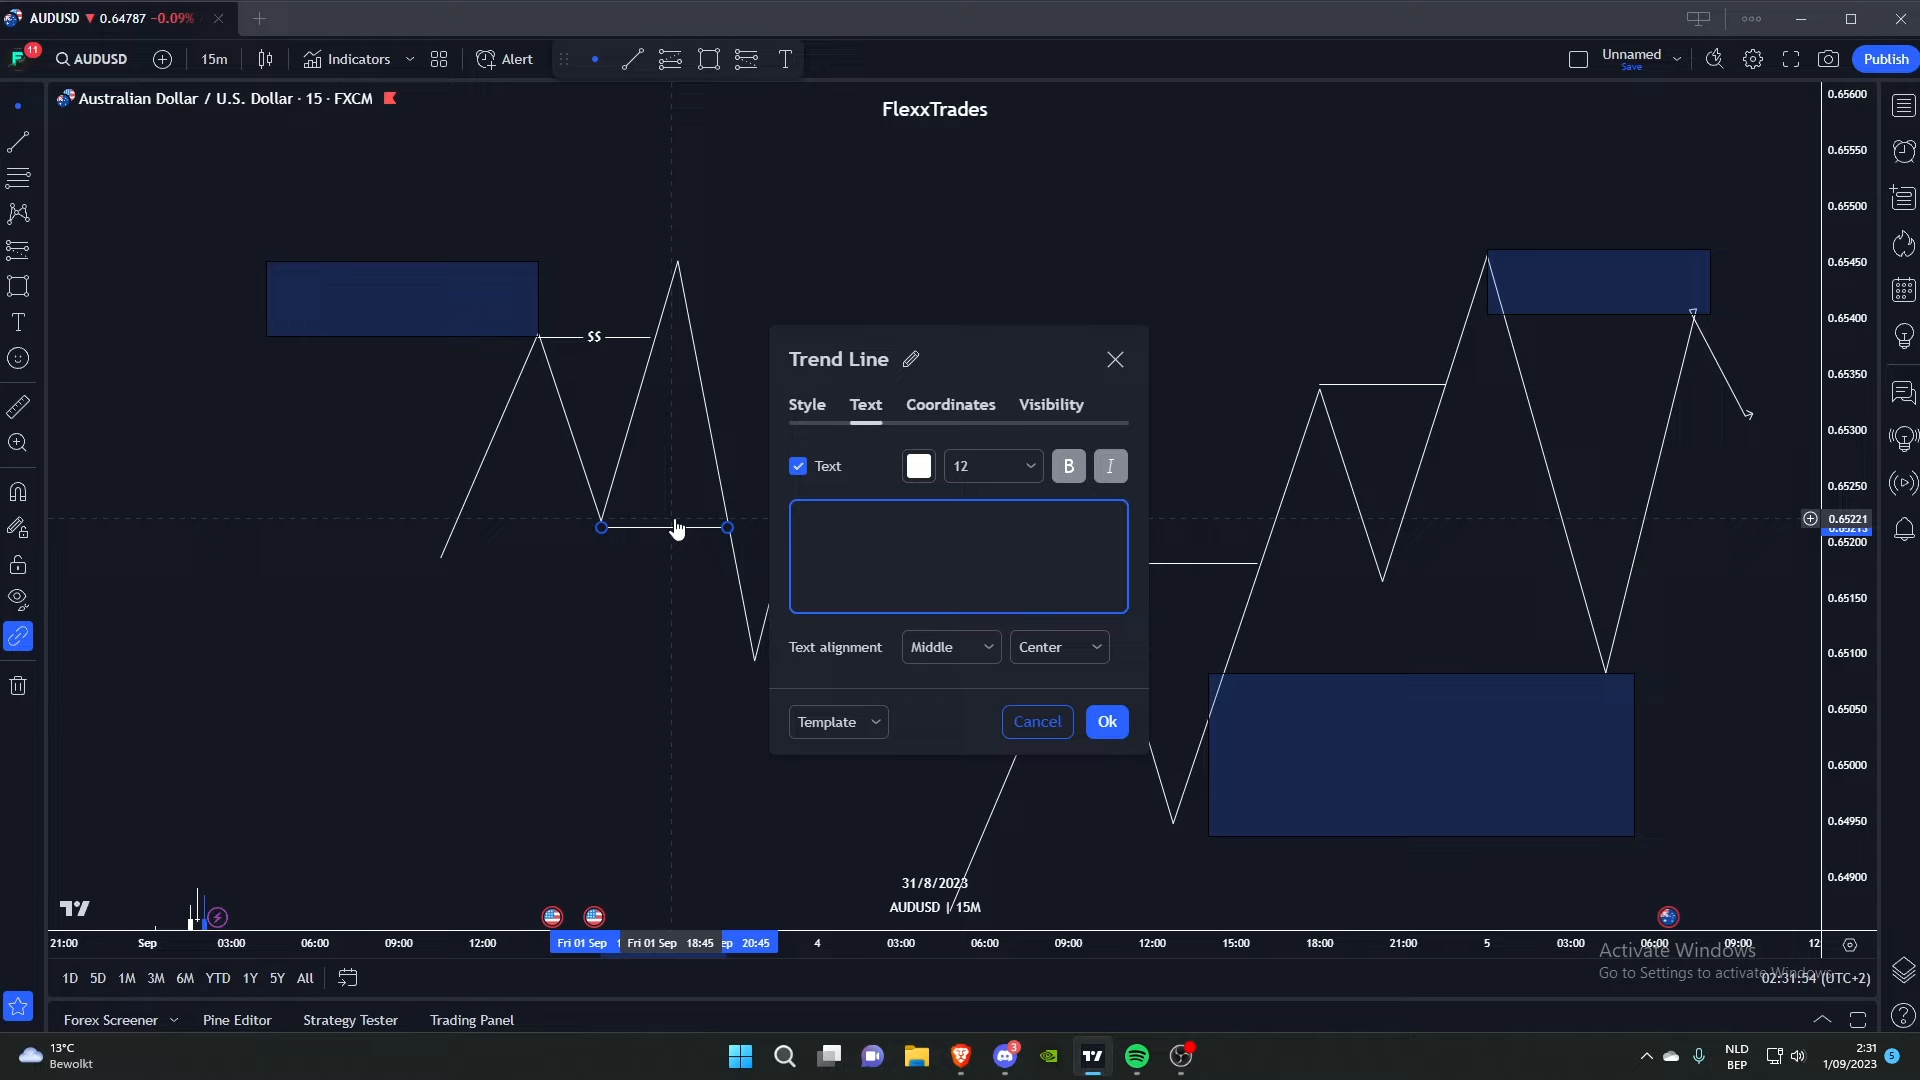 AUDUSD ▼ 0.64787 -0.09%
11
AUDUSD
15m
Indicators
Alert
Unnamed
Save
Publish
Australian Dollar / U.S. Dollar · 15 · FXCM
FlexxTrades
0.65600
0.65550
0.65500
0.65450
0.65400
0.65350
0.65300
0.65250
0.65221
0.65200
0.65150
0.65100
0.65050
0.65000
0.64950
0.64900
$$
Trend Line
Style
Text
Coordinates
Visibility
Text
12
B
I
Text alignment
Middle
Center
Template
Cancel
Ok
31/8/2023
AUDUSD | 15M
21:00
Sep
03:00
06:00
09:00
12:00
Fri 01 Sep
Fri 01 Sep 18:45
20:45
4
03:00
06:00
09:00
12:00
15:00
18:00
21:00
5
03:00
06:00
09:00
12
Activate Windows
Go to Settings to activate Windows.
1D
5D
1M
3M
6M
YTD
1Y
5Y
All
02:31:54 (UTC+2)
Forex Screener
Pine Editor
Strategy Tester
Trading Panel
13°C
Bewolkt
3
NLD
BEP
2:31
1/09/2023
5